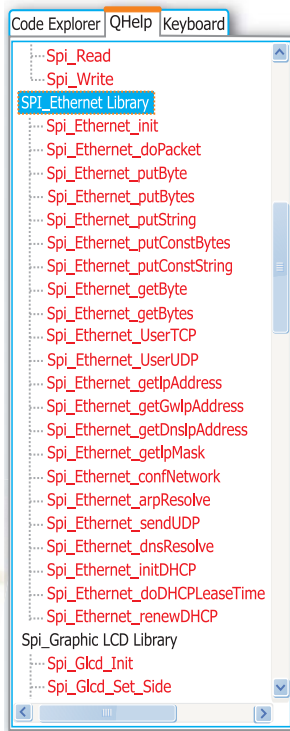 Code Explorer QHelp Keyboard
Spi_Read
Spi_Write
SPI_Ethernet Library
Spi_Ethernet_init
Spi_Ethernet_doPacket
Spi_Ethernet_putByte
Spi_Ethernet_putBytes
Spi_Ethernet_putString
Spi_Ethernet_putConstBytes
Spi_Ethernet_putConstString
Spi_Ethernet_getByte
Spi_Ethernet_getBytes
Spi_Ethernet_UserTCP
Spi_Ethernet_UserUDP
Spi_Ethernet_getIpAddress
Spi_Ethernet_getGwIpAddress
Spi_Ethernet_getDnsIpAddress
Spi_Ethernet_getIpMask
Spi_Ethernet_confNetwork
Spi_Ethernet_arpResolve
Spi_Ethernet_sendUDP
Spi_Ethernet_dnsResolve
Spi_Ethernet_initDHCP
Spi_Ethernet_doDHCPLeaseTime
Spi_Ethernet_renewDHCP
Spi_Graphic LCD Library
Spi_Glcd_Init
Spi_Glcd_Set_Side